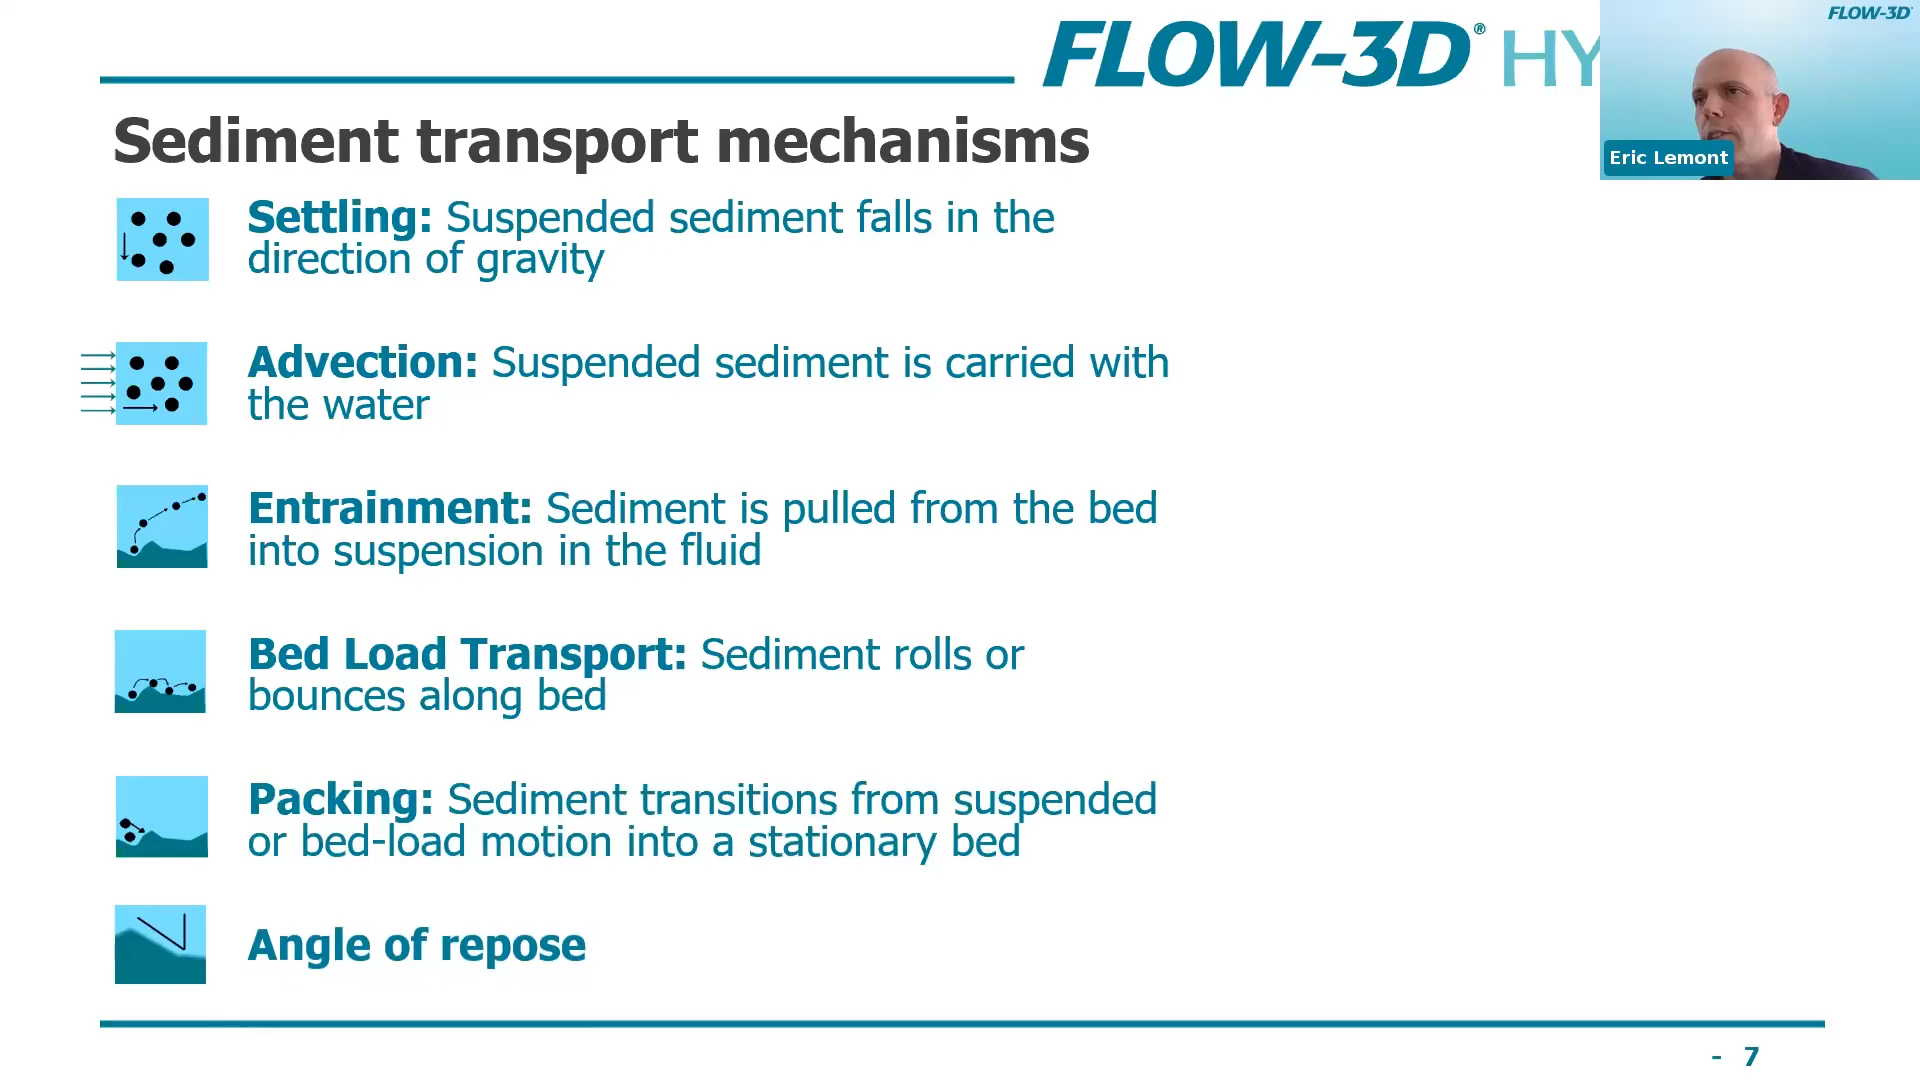 FLOW-3D® HY
FLOW-3D
Eric Lemont
Sediment transport mechanisms
Settling: Suspended sediment falls in the
direction of gravity
Advection: Suspended sediment is carried with
the water
Entrainment: Sediment is pulled from the bed
into suspension in the fluid
Bed Load Transport: Sediment rolls or
bounces along bed
Packing: Sediment transitions from suspended
or bed-load motion into a stationary bed
Angle of repose
- 7